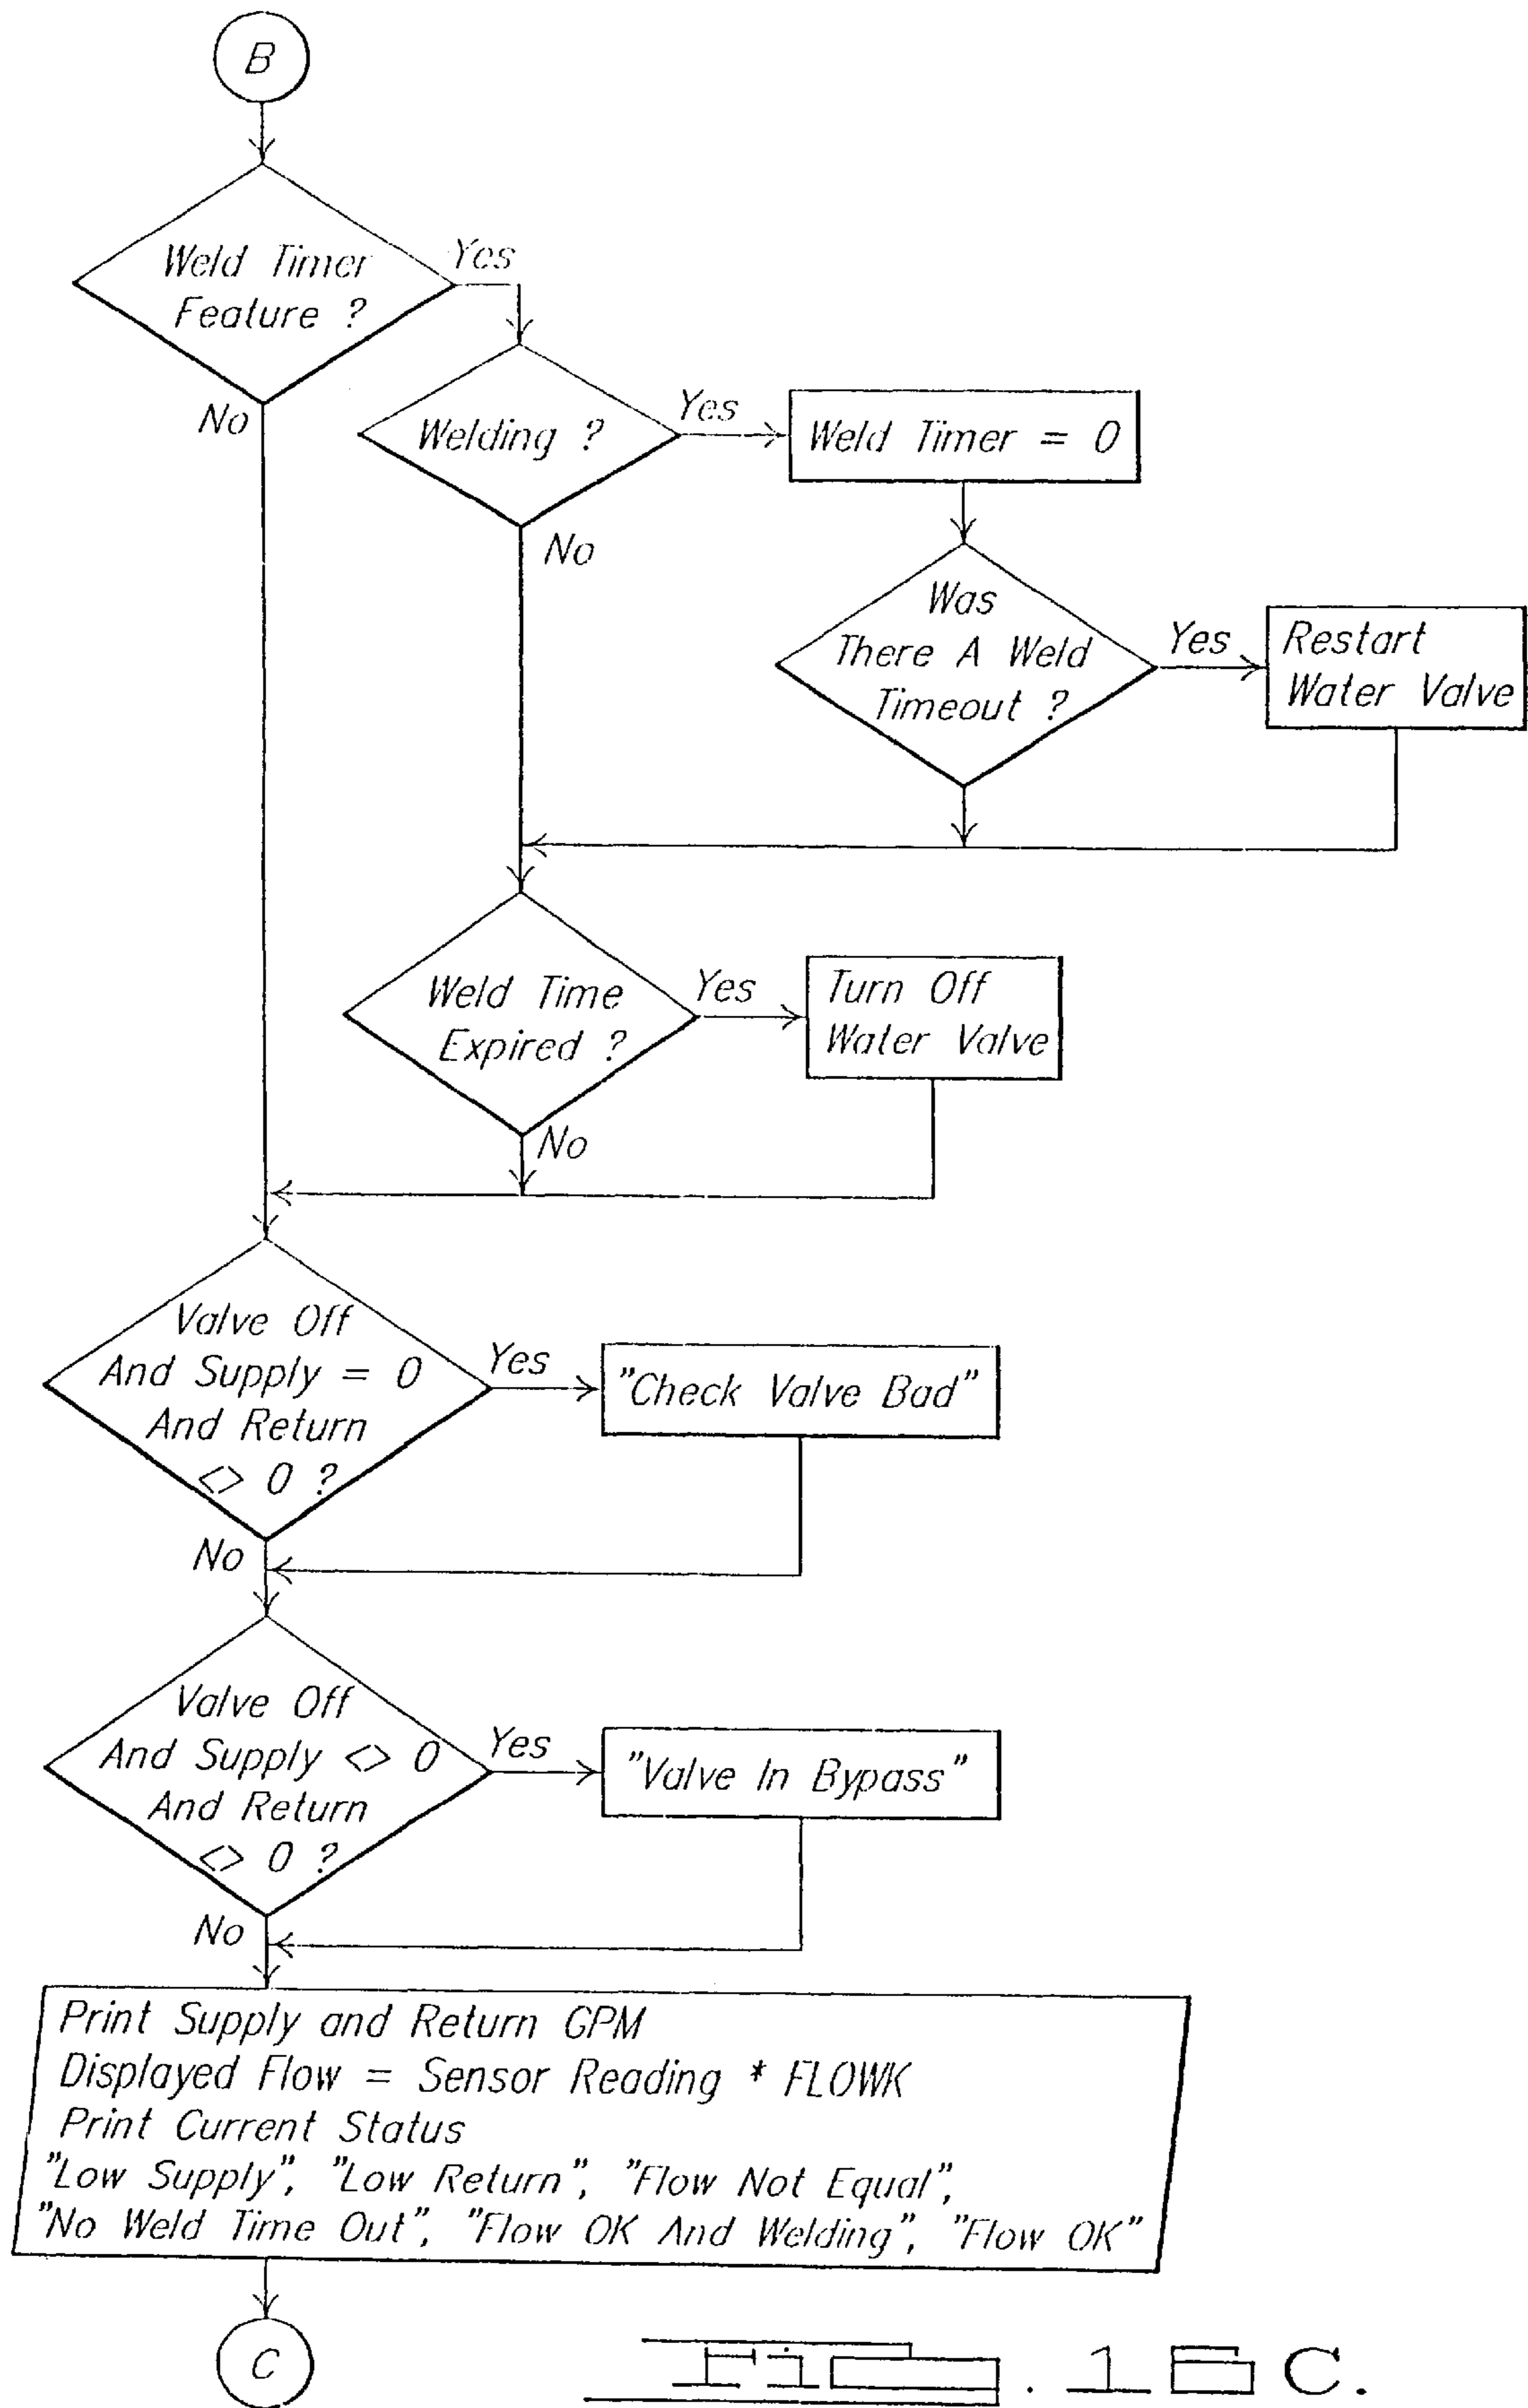 B
Weld Timer
Feature ?
Yes
No
Welding ?
Yes
No
Weld Timer = 0
Was
There A Weld
Timeout ?
Yes
Restart
Water Valve
Weld Time
Expired ?
Yes
No
Turn Off
Water Valve
Valve Off
And Supply = 0
And Return
<> 0 ?
Yes
No
"Check Valve Bad"
Valve Off
And Supply <> 0
And Return
<> 0 ?
Yes
No
"Valve In Bypass"
Print Supply and Return GPM
Displayed Flow = Sensor Reading * FLOWK
Print Current Status
"Low Supply", "Low Return", "Flow Not Equal",
"No Weld Time Out", "Flow OK And Welding", "Flow OK"
C